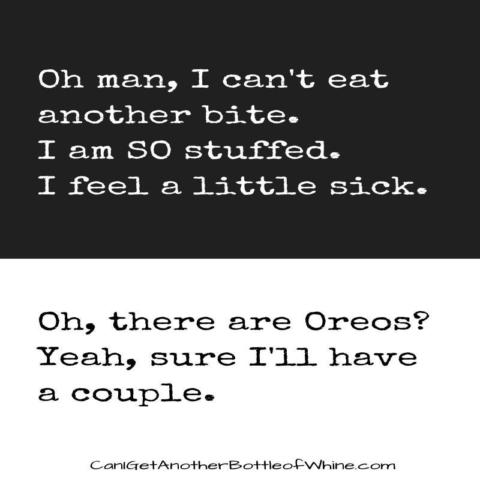 Oh man, I can't eat
another bite.
I am SO stuffed.
I feel a little sick.
Oh, there are Oreos?
Yeah, sure I'll have
a couple.
CanIGetAnotherBottleofWhine.com